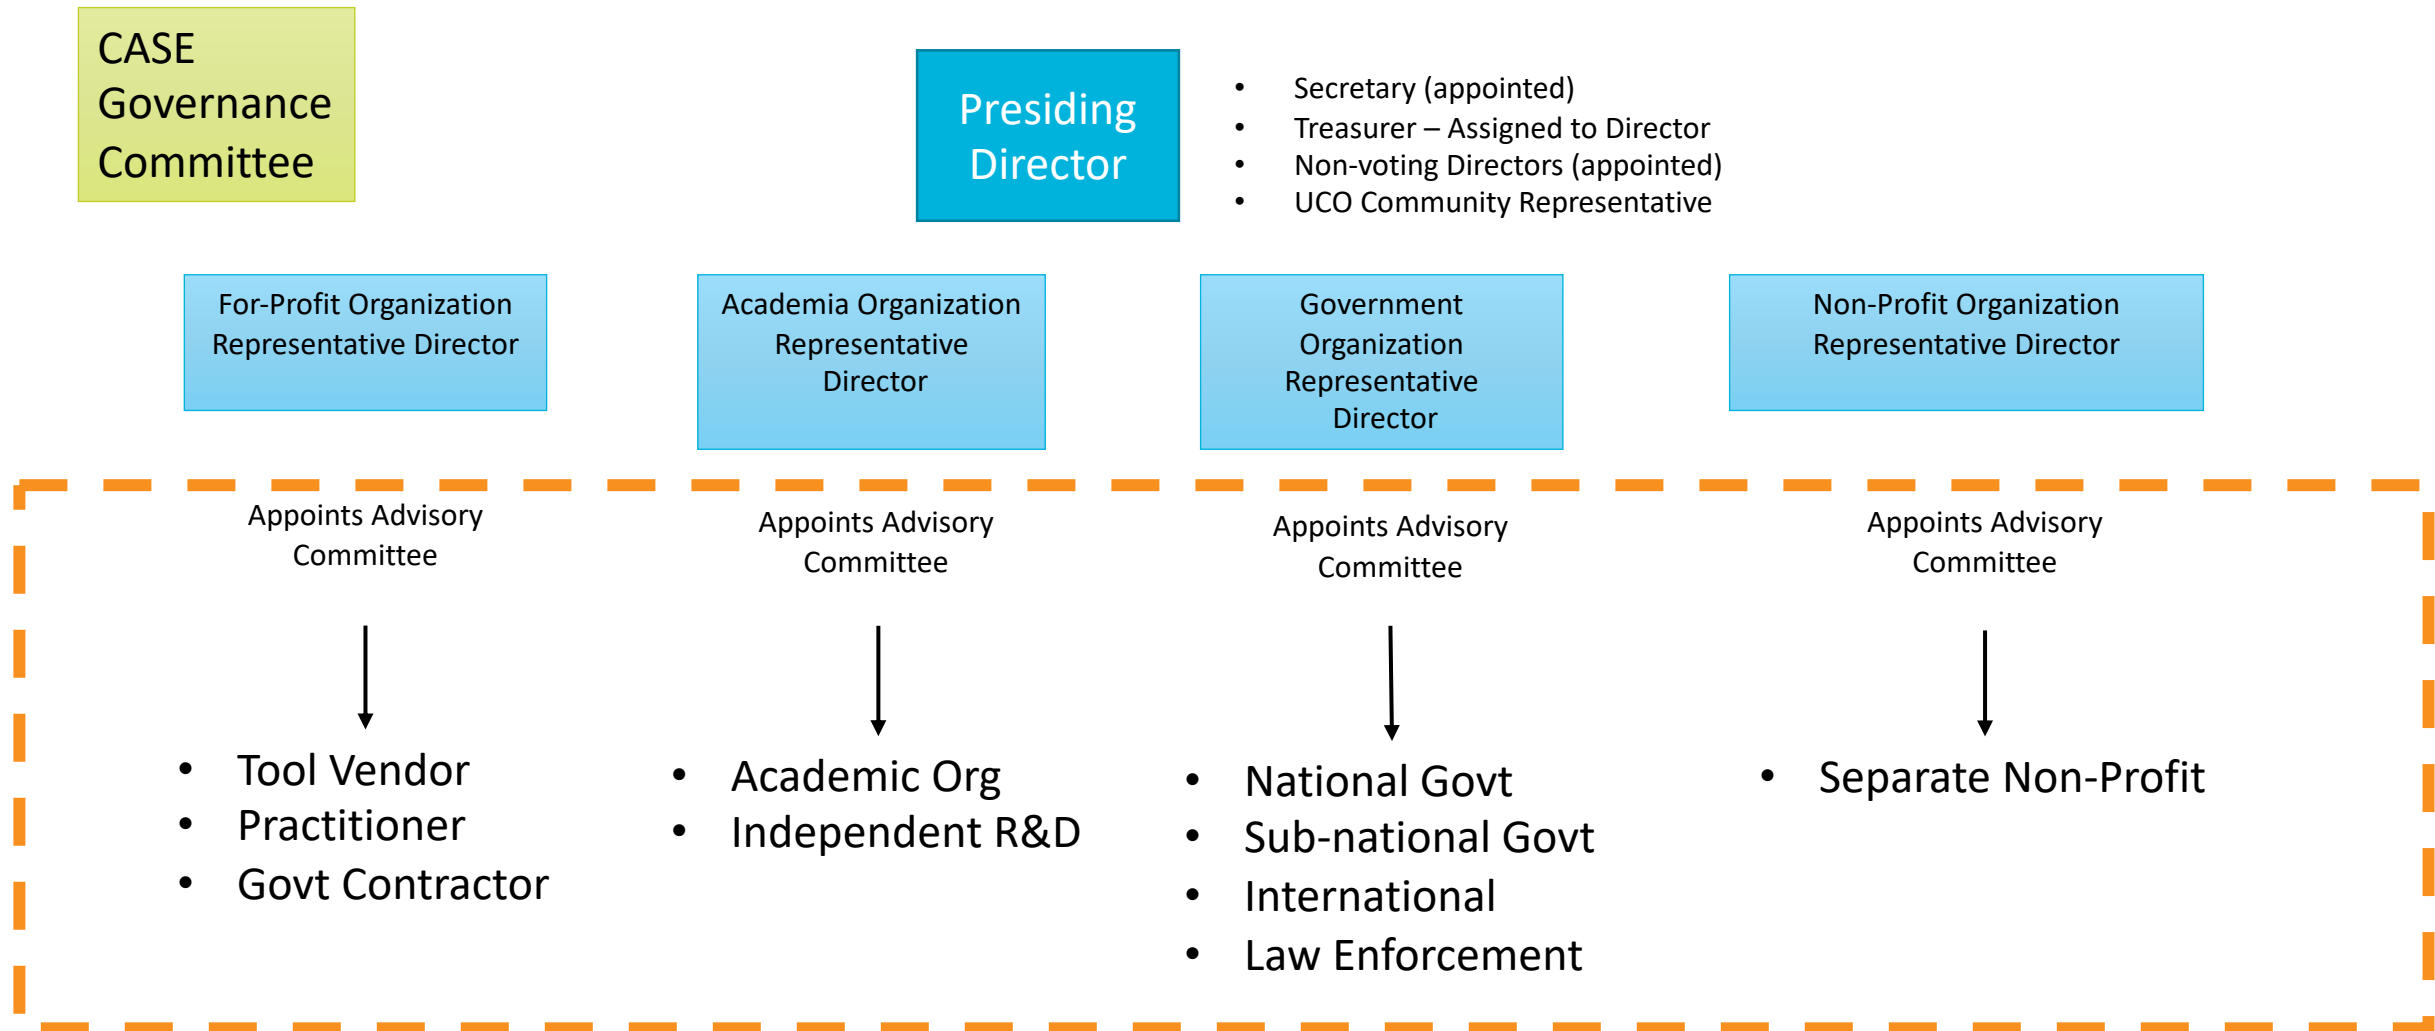 CASE
Governance
Committee
Presiding
Director
• Secretary (appointed)
• Treasurer – Assigned to Director
• Non-voting Directors (appointed)
• UCO Community Representative
For-Profit Organization
Representative Director
Academia Organization
Representative
Director
Government
Organization
Representative
Director
Non-Profit Organization
Representative Director
Appoints Advisory
Committee
Appoints Advisory
Committee
Appoints Advisory
Committee
Appoints Advisory
Committee
• Tool Vendor
• Practitioner
• Govt Contractor
• Academic Org
• Independent R&D
• National Govt
• Sub-national Govt
• International
• Law Enforcement
• Separate Non-Profit